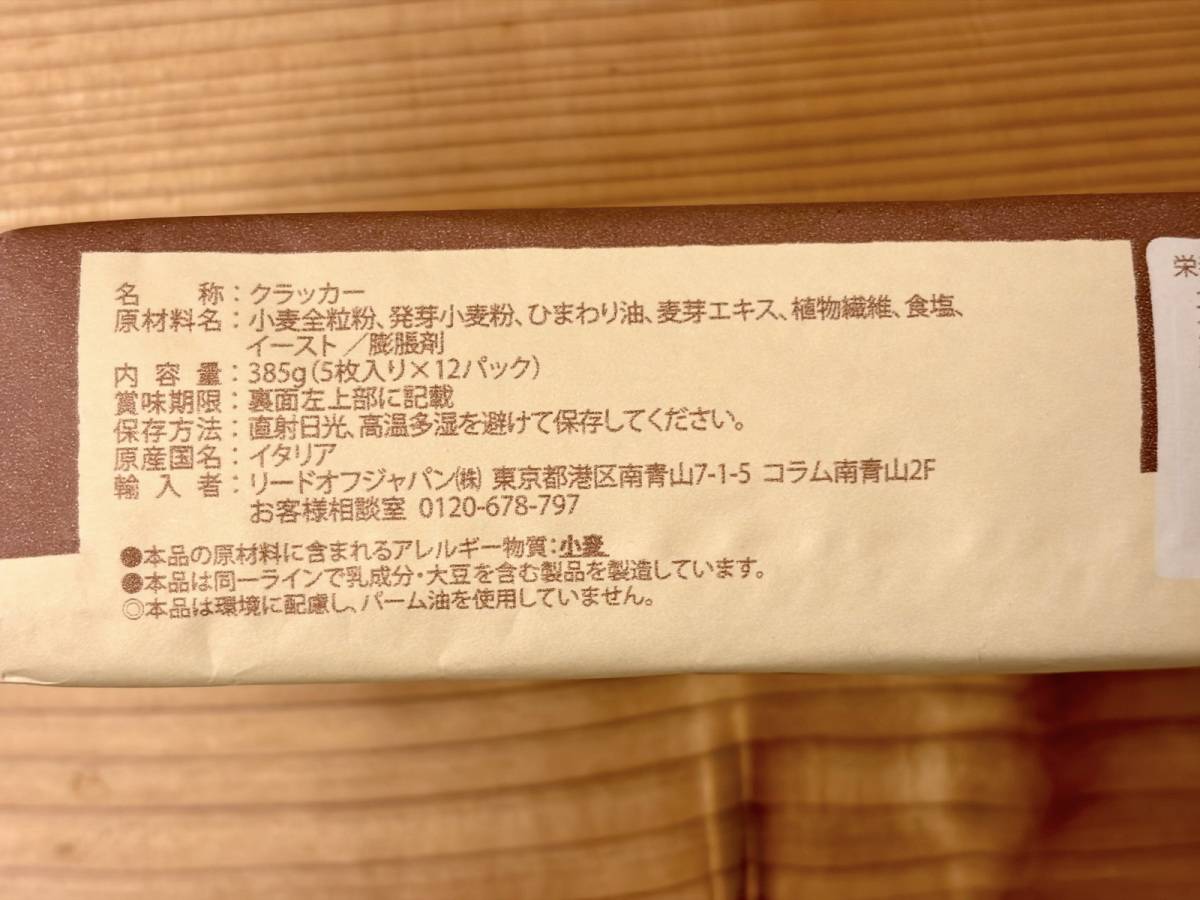 名称：クラッカー
原材料名：小麦全粒粉、発芽小麦粉、ひまわり油、麦芽エキス、植物繊維、食塩、
イースト／膨脹剤
内容量：385g(5枚入り×12パック)
賞味期限：裏面左上部に記載
保存方法：直射日光、高温多湿を避けて保存してください。
原産国名：イタリア
輸入者：リードオフジャパン㈱ 東京都港区南青山7-1-5 コラム南青山2F
お客様相談室 0120-678-797
●本品の原材料に含まれるアレルギー物質：小麦
●本品は同一ラインで乳成分・大豆を含む製品を製造しています。
◎本品は環境に配慮し、パーム油を使用していません。
栄